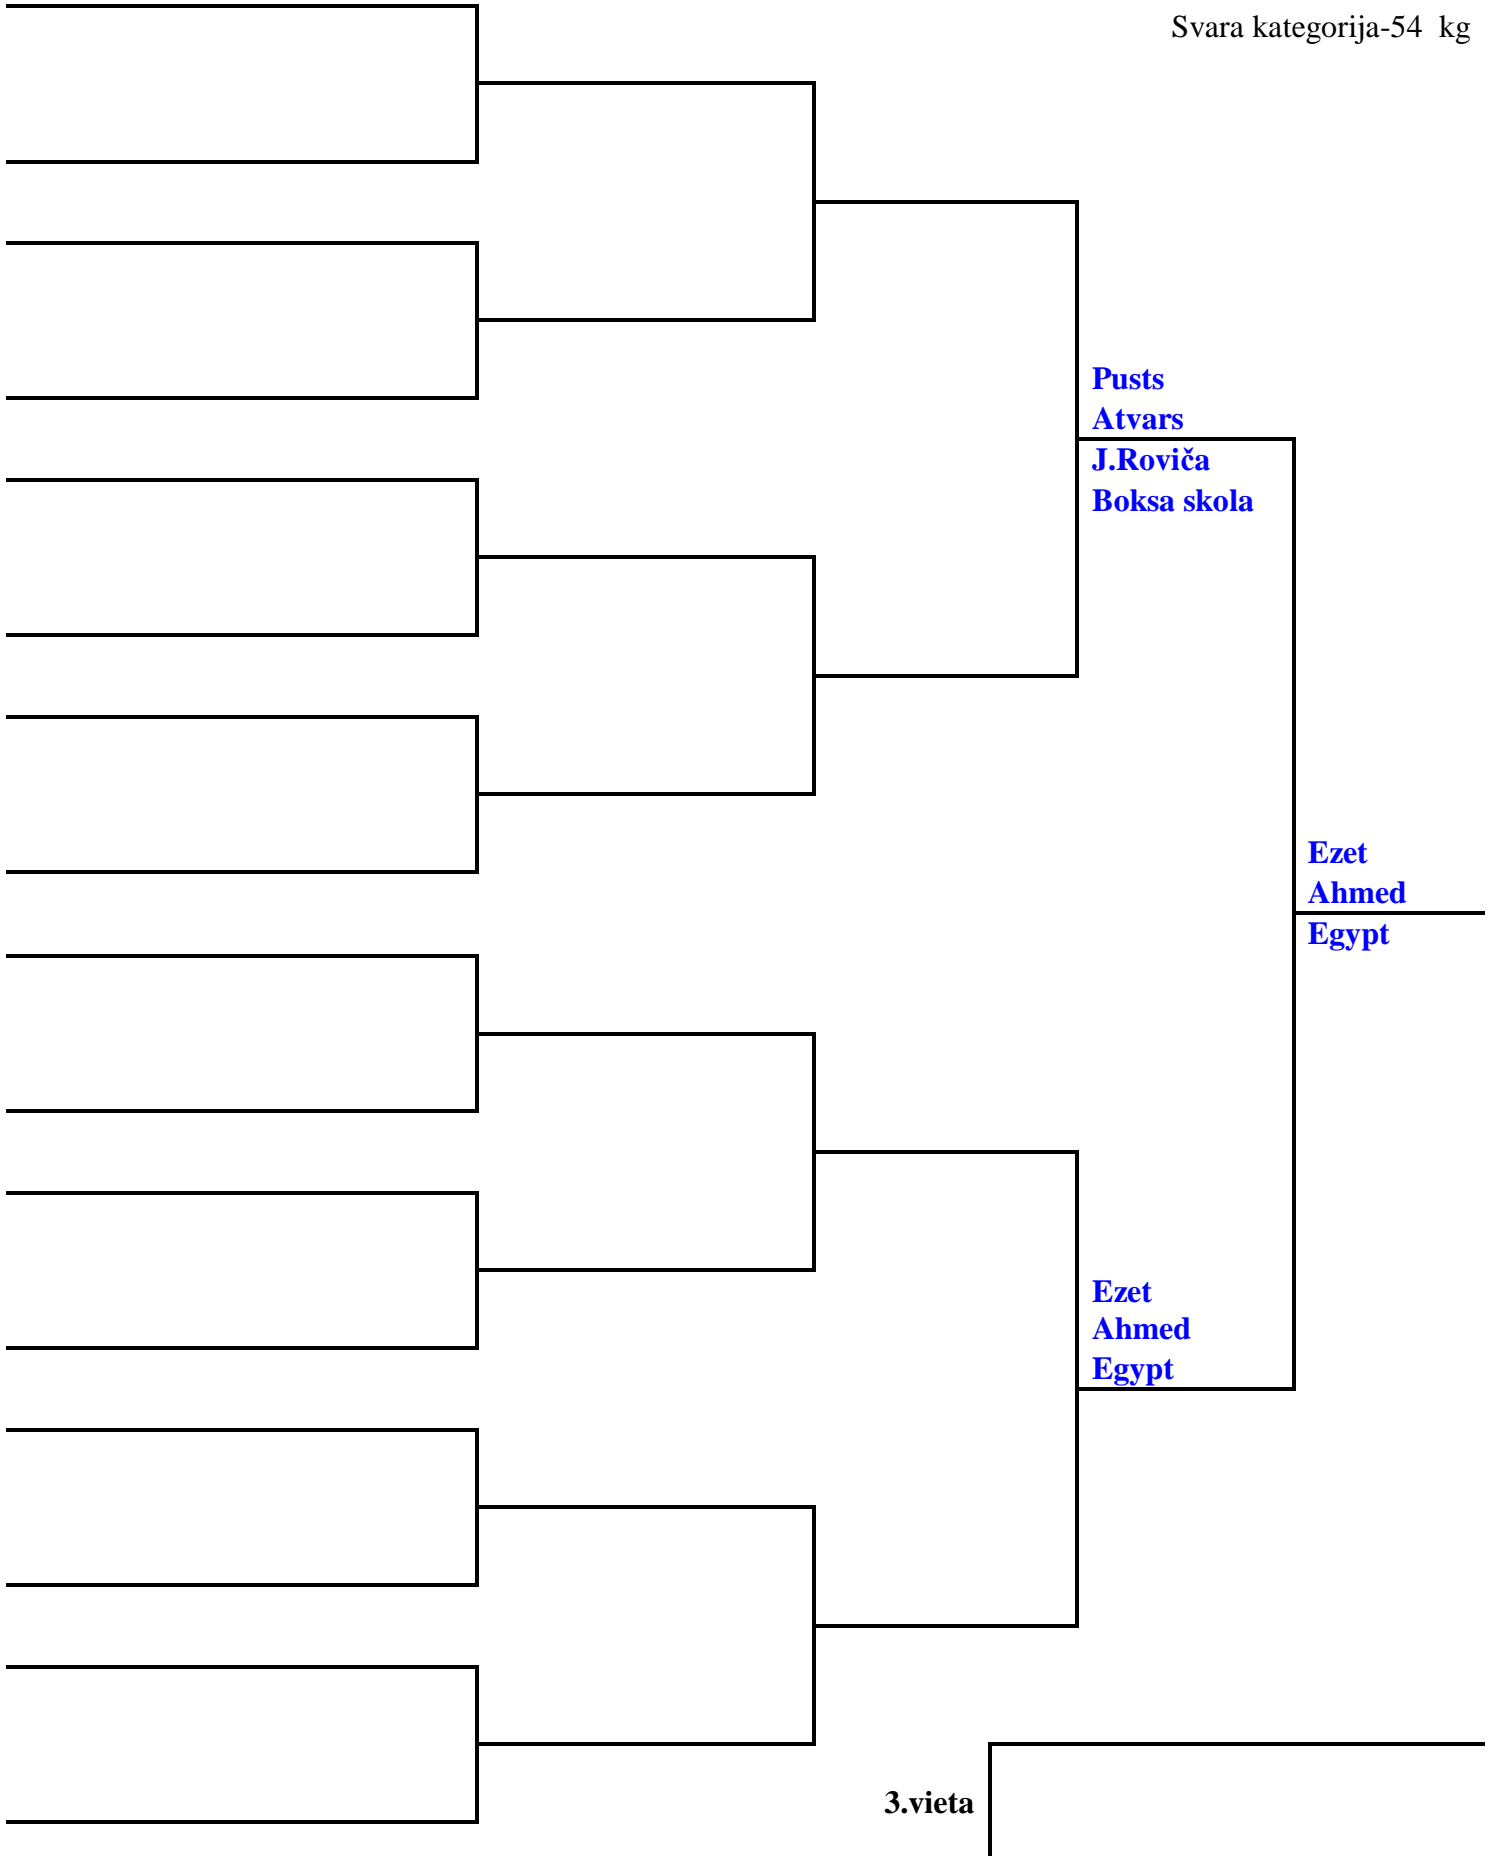 Svara kategorija-54 kg
Pusts
Atvars
J.Roviča
Boksa skola
Ezet
Ahmed
Egypt
Ezet
Ahmed
Egypt
3.vieta